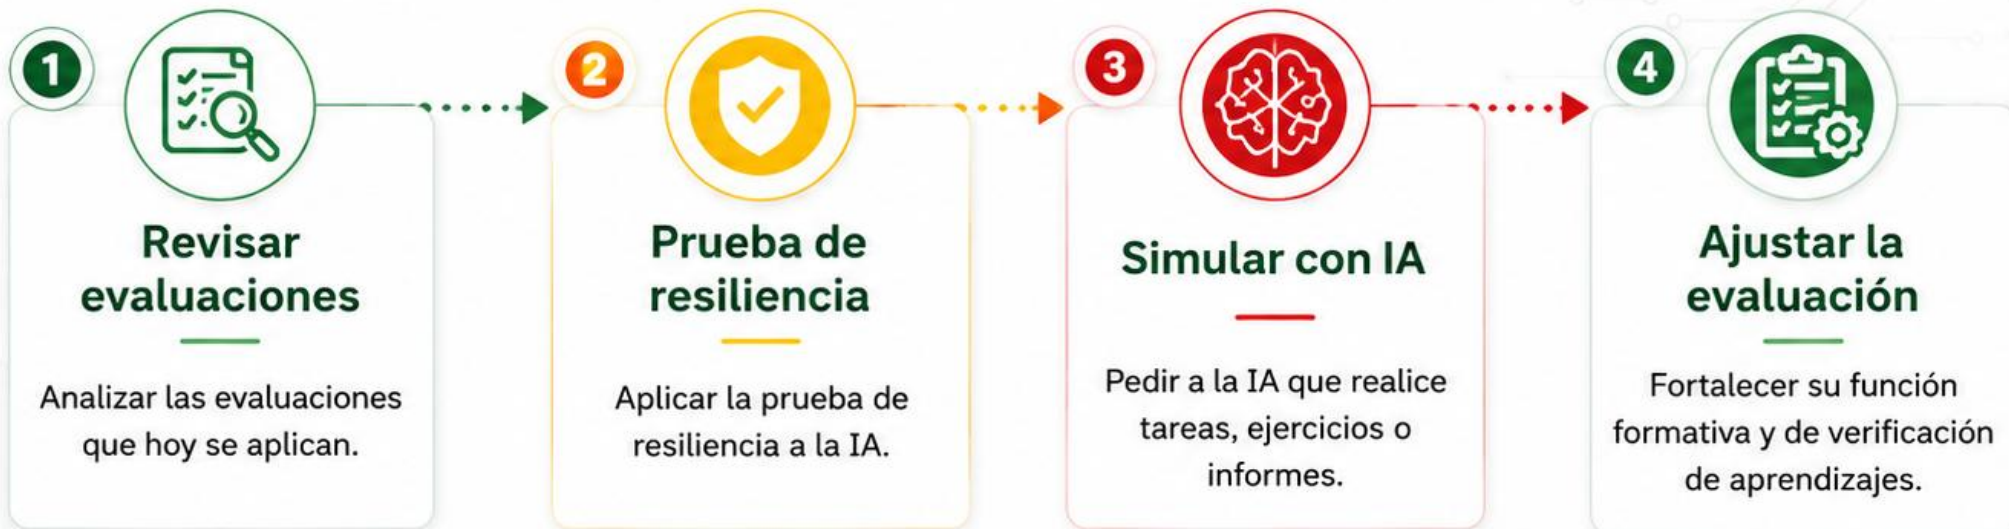 1
Revisar
evaluaciones
Analizar las evaluaciones
que hoy se aplican.
2
Prueba de
resiliencia
Aplicar la prueba de
resiliencia a la IA.
3
Simular con IA
Pedir a la IA que realice
tareas, ejercicios o
informes.
4
Ajustar la
evaluación
Fortalecer su función
formativa y de verificación
de aprendizajes.